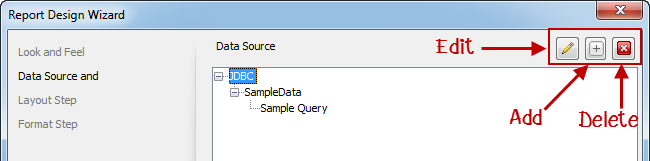 Report Design Wizard
Look and Feel
Data Source and
Layout Step
Format Step
Data Source
Edit
JDBC
SampleData
Sample Query
Add
Delete